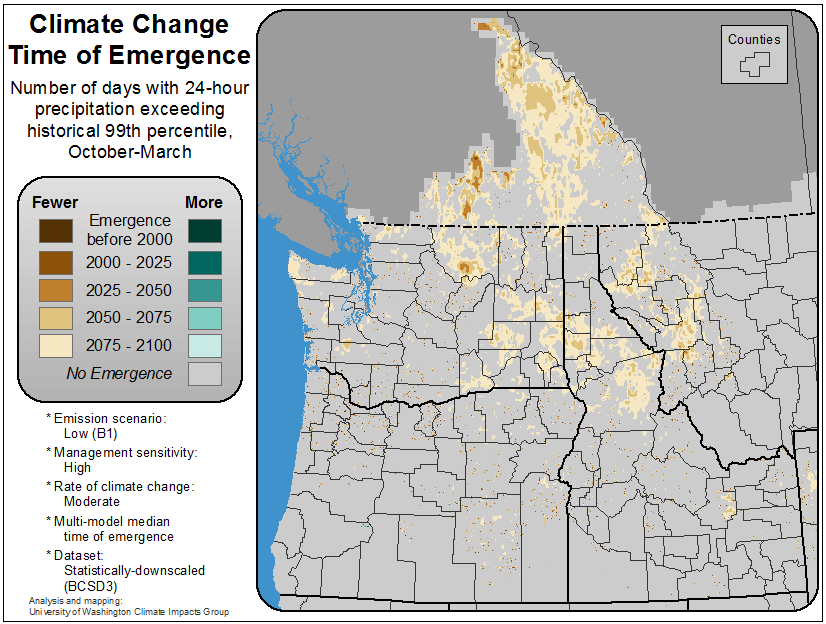 Climate Change
Time of Emergence
Number of days with 24-hour
precipitation exceeding
historical 99th percentile,
October-March
Fewer More
Emergence
before 2000
2000 - 2025
2025 - 2050
2050 - 2075
2075 - 2100
No Emergence
* Emission scenario:
Low (B1)
* Management sensitivity:
High
* Rate of climate change:
Moderate
* Multi-model median
time of emergence
* Dataset:
Statistically-downscaled
(BCSD3)
Analysis and mapping:
University of Washington Climate Impacts Group
Counties